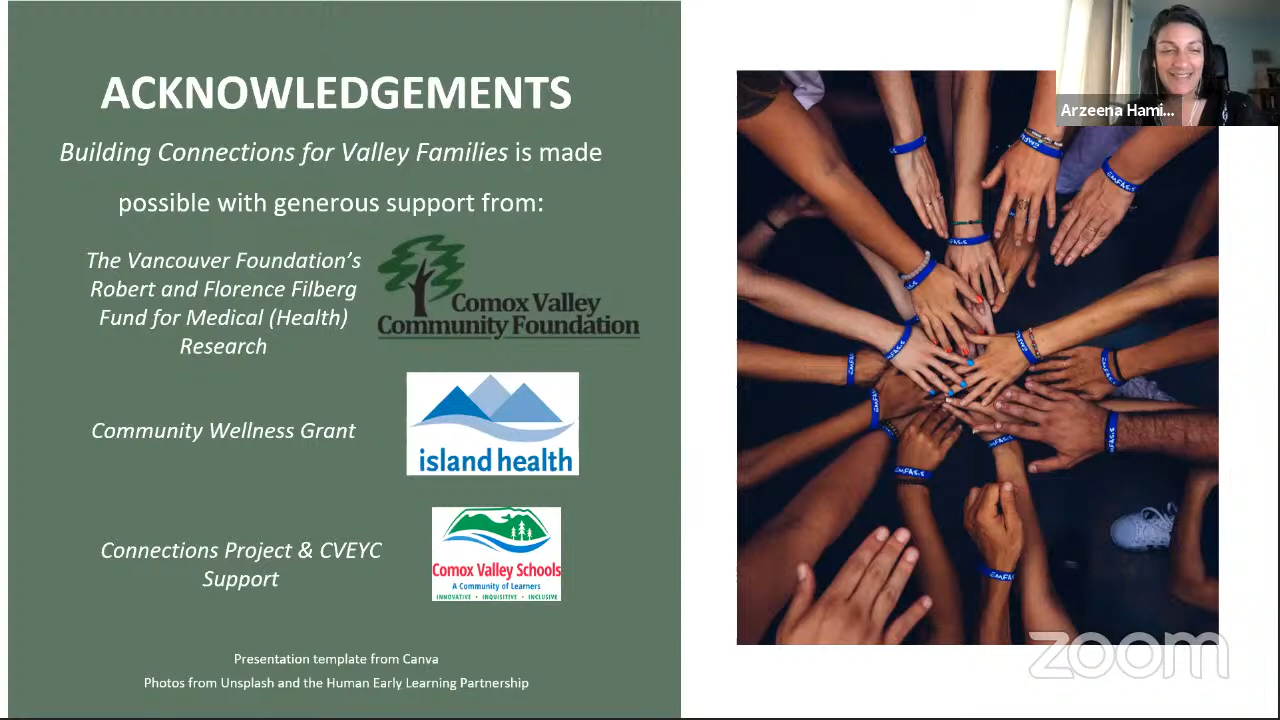 ACKNOWLEDGEMENTS
Building Connections for Valley Families is made
possible with generous support from:
The Vancouver Foundation’s
Robert and Florence Filberg
Fund for Medical (Health)
Research
Comox Valley
Community Foundation
Community Wellness Grant
island health
Connections Project & CVEYC
Support
Comox Valley Schools
A Community of Learners
INNOVATIVE • INQUISITIVE • INCLUSIVE
Presentation template from Canva
Photos from Unsplash and the Human Early Learning Partnership
Arzeena Hami...
EMFASIS
zoom